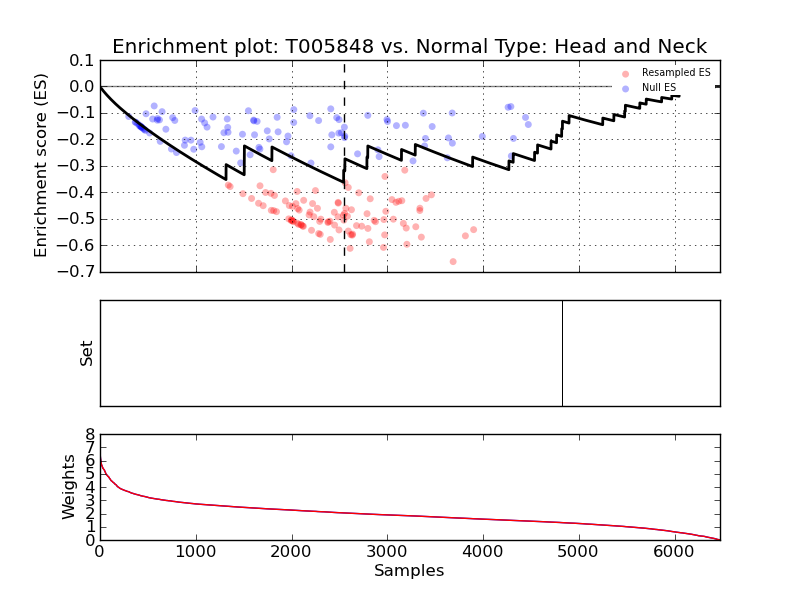 Enrichment plot: T005848 vs. Normal Type: Head and Neck
Enrichment score (ES)
0.1
0.0
−0.1
−0.2
−0.3
−0.4
−0.5
−0.6
−0.7
Resampled ES
Null ES
Set
Weights
8
7
6
5
4
3
2
1
0
0 1000 2000 3000 4000 5000 6000
Samples